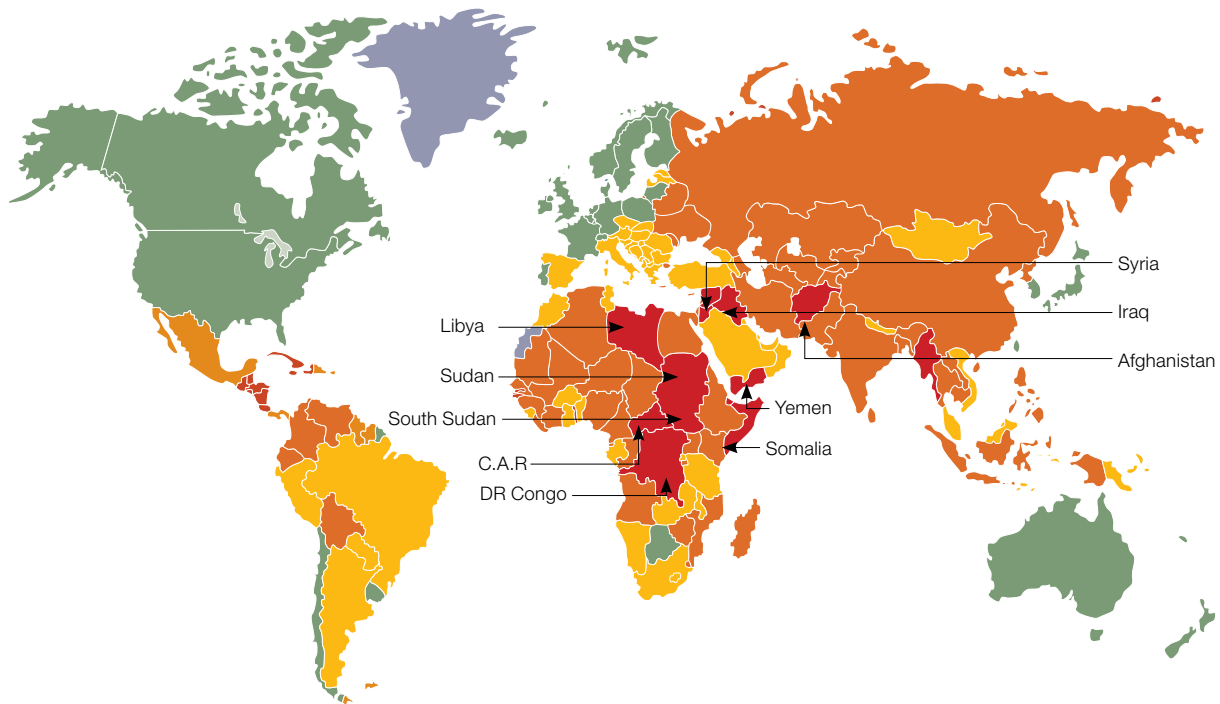 Syria
Iraq
Libya
Afghanistan
Sudan
Yemen
South Sudan
Somalia
C.A.R
DR Congo